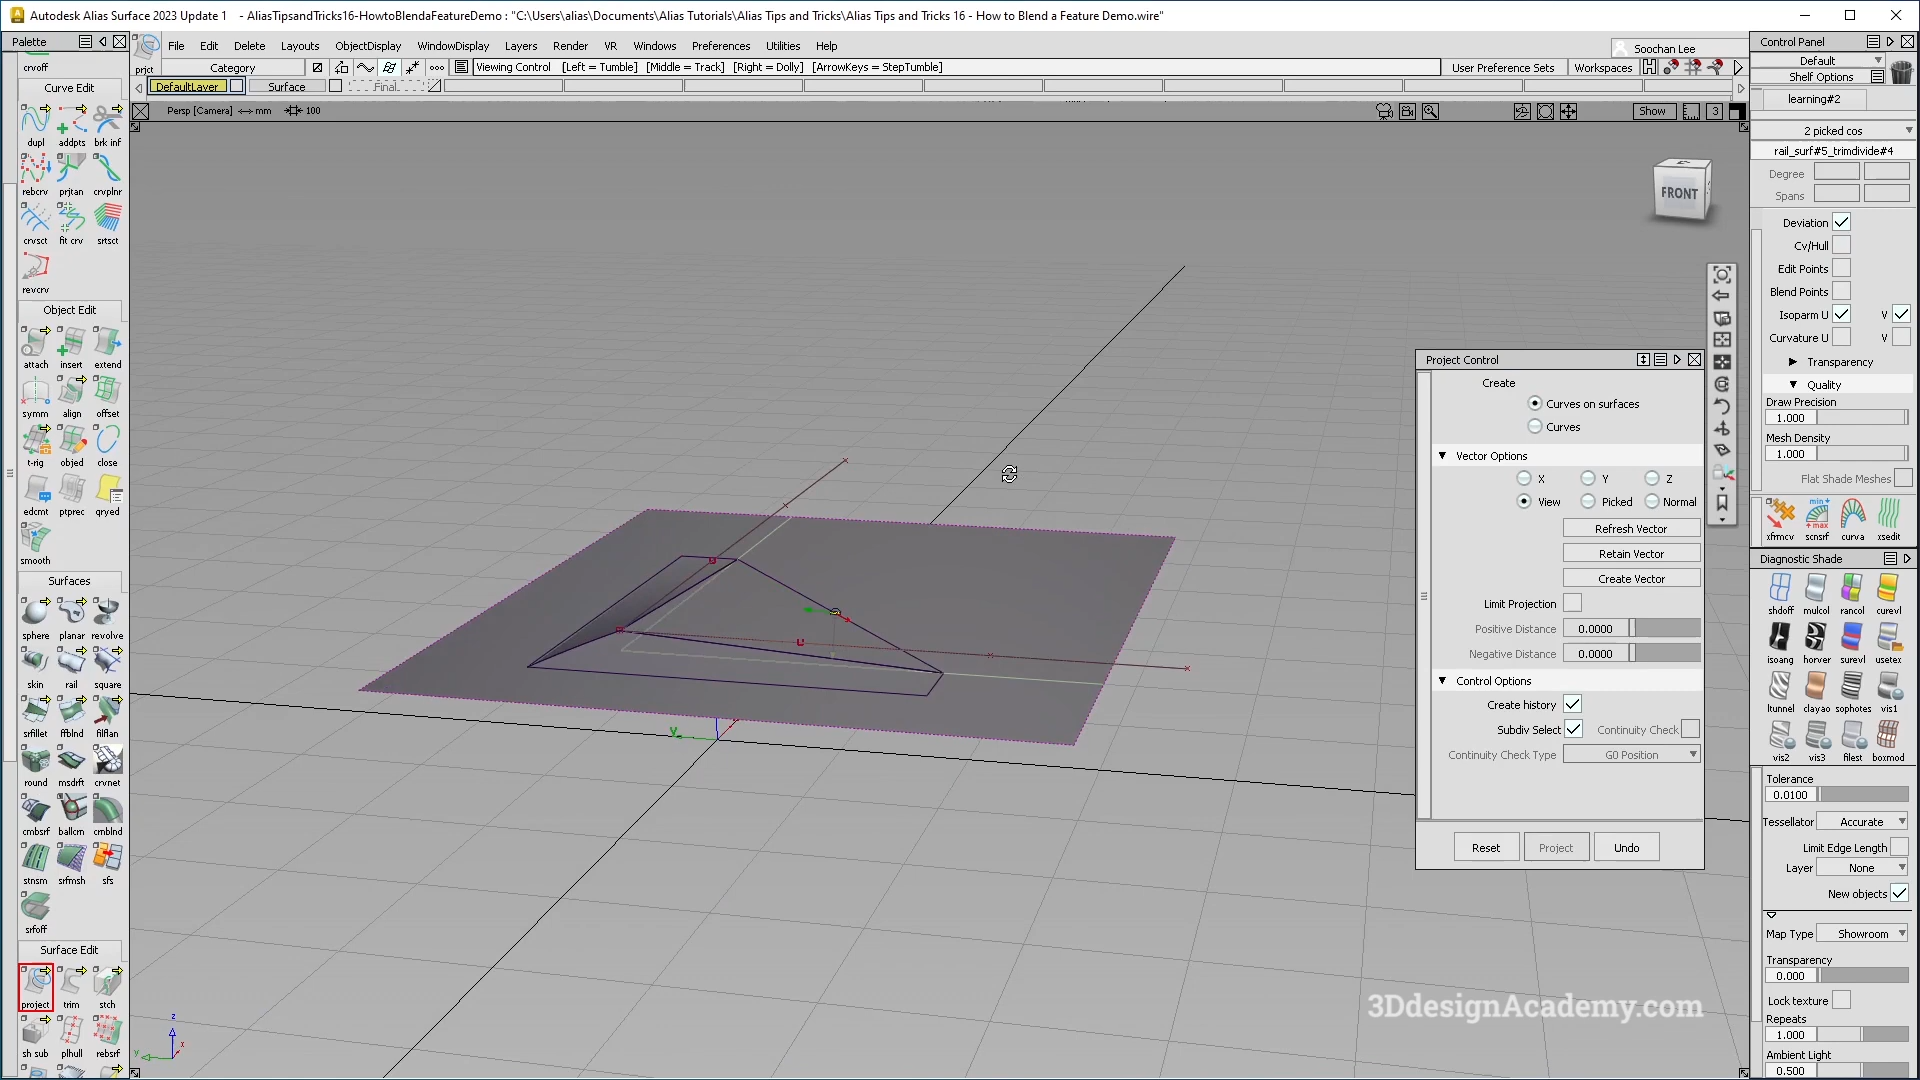 Autodesk Alias Surface 2023 Update 1 - AliasTipsandTricks16-HowtoBlendaFeatureDemo : "C:\Users\alias\Documents\Alias Tutorials\Alias Tips and Tricks\Alias Tips and Tricks 16 - How to Blend a Feature Demo.wire"
Palette
prjct
File Edit Delete Layouts ObjectDisplay WindowDisplay Layers Render VR Windows Preferences Utilities Help
Soochan Lee
Category
Viewing Control [Left = Tumble] [Middle = Track] [Right = Dolly] [ArrowKeys = StepTumble]
User Preference Sets
Workspaces
DefaultLayer
Surface
Final
Persp [Camera] <-> mm 100
Show
3
FRONT
crvoff
Curve Edit
dupl addpts brk inf
rebcrv prjtan crvplnr
crvsct fit crv srtsct
revcrv
Object Edit
attach insert extend
symm align offset
t-rig objed close
edcmt ptprec qryed
smooth
Surfaces
sphere planar revolve
skin rail square
srfillet ffblnd filflan
round msdrft crvnet
cmbsrf ballcrn cmblnd
stnsm srfmsh sfs
srfoff
Surface Edit
project trim stch
sh sub plhull rebsrf
U
y
z
y x
Project Control
Create
Curves on surfaces
Curves
Vector Options
X Y Z
View Picked Normal
Refresh Vector
Retain Vector
Create Vector
Limit Projection
Positive Distance 0.0000
Negative Distance 0.0000
Control Options
Create history
Subdiv Select Continuity Check
Continuity Check Type G0 Position
Reset Project Undo
3DdesignAcademy.com
Control Panel
Default
Shelf Options
learning#2
2 picked cos
rail_surf#5_trimdivide#4
Degree
Spans
Deviation
Cv/Hull
Edit Points
Blend Points
Isoparm U V
Curvature U V
Transparency
Quality
Draw Precision
1.000
Mesh Density
1.000
Flat Shade Meshes
min+
+max
xfrmcv scnsrf curva xsedit
Diagnostic Shade
shdoff mulcol rancol curevl
isoang horver surevl usetex
ltunnel clayao sophotes vis1
vis2 vis3 filest boxmod
Tolerance
0.0100
Tessellator Accurate
Limit Edge Length
Layer None
New objects
Map Type Showroom
Transparency
0.000
Lock texture
Repeats
1.000
Ambient Light
0.500